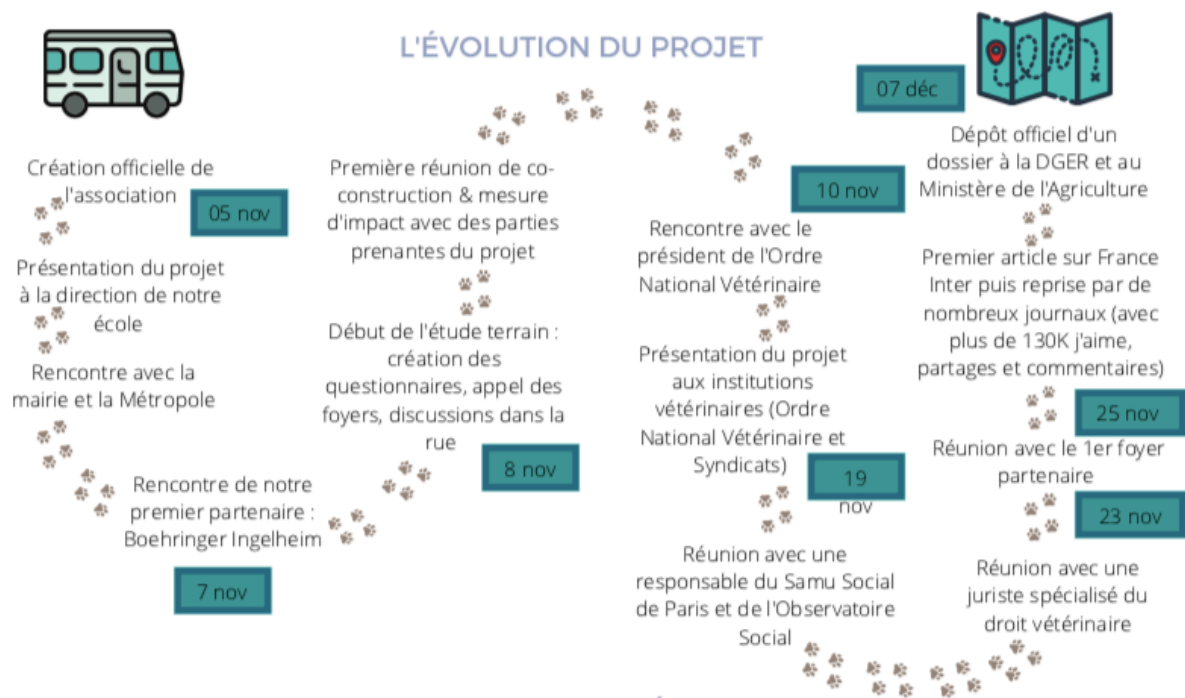 L'ÉVOLUTION DU PROJET
Création officielle de
l'association
05 nov
Présentation du projet
à la direction de notre
école
Rencontre avec la
mairie et la Métropole
Rencontre de notre
premier partenaire :
Boehringer Ingelheim
7 nov
Début de l'étude terrain :
création des
questionnaires, appel des
foyers, discussions dans la
rue
8 nov
Première réunion de co-
construction & mesure
d'impact avec des parties
prenantes du projet
10 nov
Rencontre avec le
président de l'Ordre
National Vétérinaire
Présentation du projet
aux institutions
vétérinaires (Ordre
National Vétérinaire et
Syndicats)
19
nov
Réunion avec une
responsable du Samu Social
de Paris et de l'Observatoire
Social
Réunion avec une
juriste spécialisé du
droit vétérinaire
23 nov
Réunion avec le 1er foyer
partenaire
25 nov
Premier article sur France
Inter puis reprise par de
nombreux journaux (avec
plus de 130K j'aime,
partages et commentaires)
07 déc
Dépôt officiel d'un
dossier à la DGER et au
Ministère de l'Agriculture